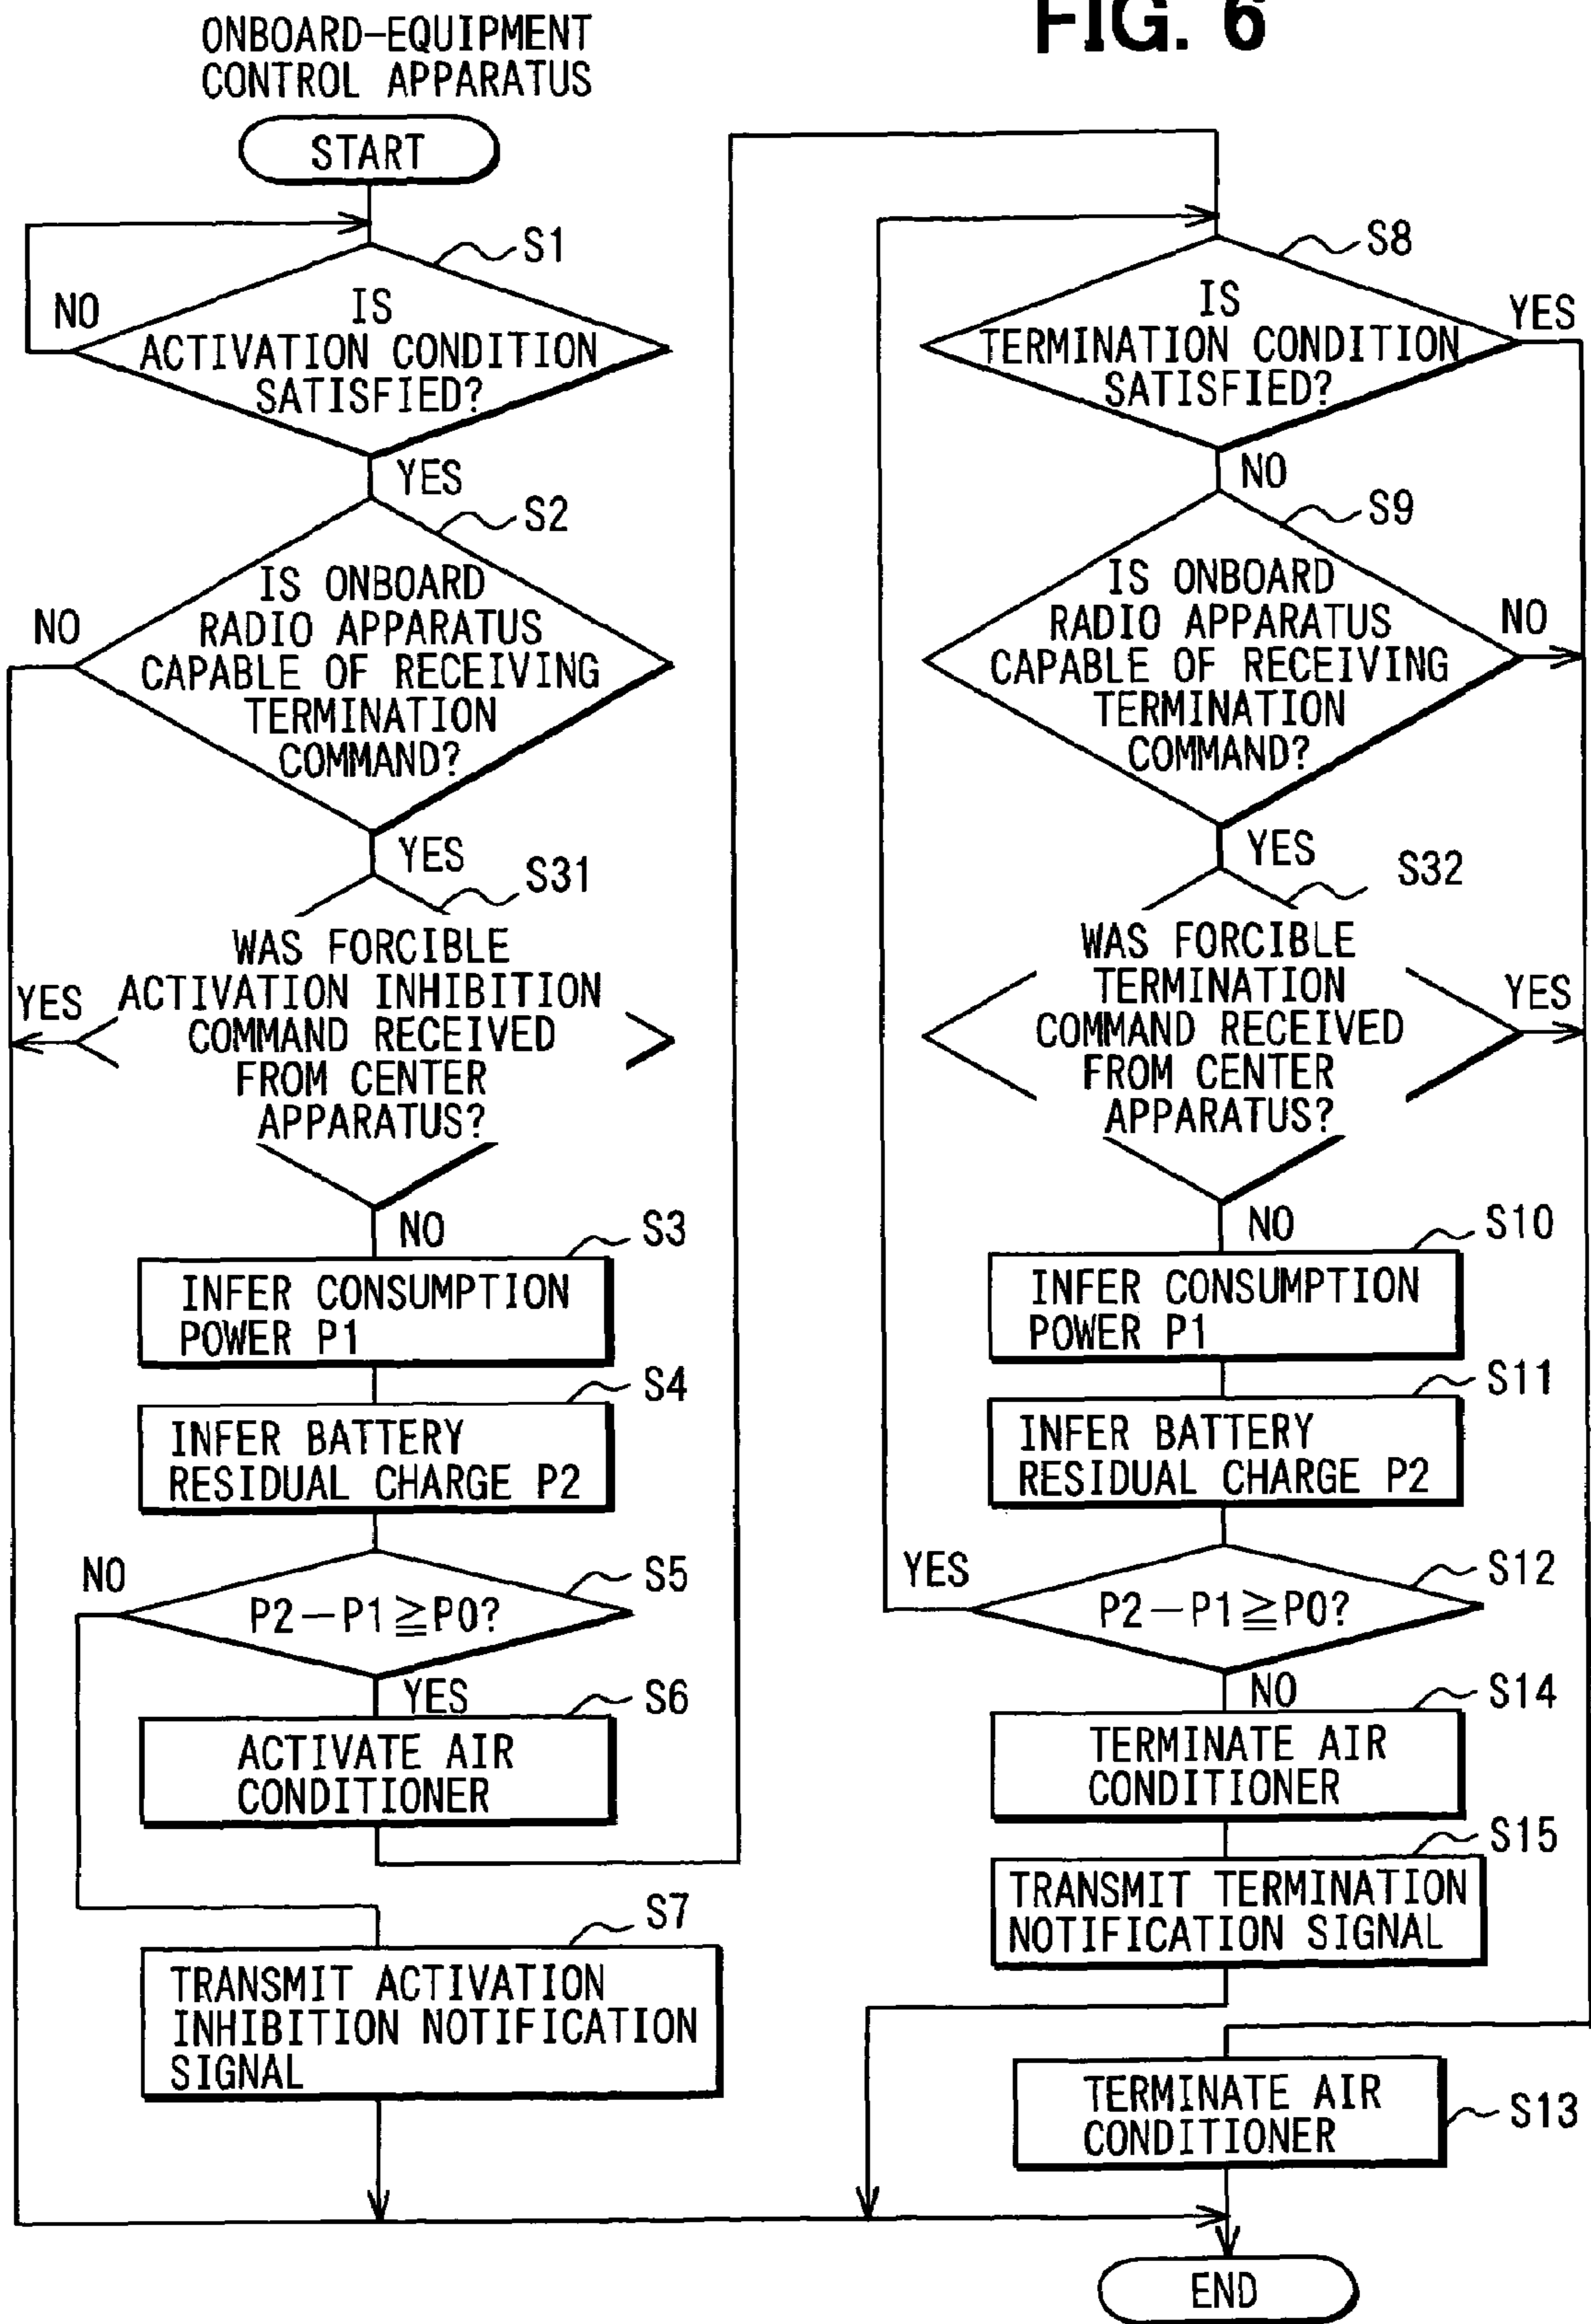 FIG. 6
ONBOARD-EQUIPMENT
CONTROL APPARATUS
START
S1
NO
IS
ACTIVATION CONDITION
SATISFIED?
YES
S2
NO
IS ONBOARD
RADIO APPARATUS
CAPABLE OF RECEIVING
TERMINATION
COMMAND?
YES
S31
WAS FORCIBLE
YES
ACTIVATION INHIBITION
COMMAND RECEIVED
FROM CENTER
APPARATUS?
NO
S3
INFER CONSUMPTION
POWER P1
S4
INFER BATTERY
RESIDUAL CHARGE P2
NO
S5
P2−P1≧P0?
YES
S6
ACTIVATE AIR
CONDITIONER
S7
TRANSMIT ACTIVATION
INHIBITION NOTIFICATION
SIGNAL
S8
IS
TERMINATION CONDITION
SATISFIED?
YES
NO
S9
IS ONBOARD
RADIO APPARATUS
CAPABLE OF RECEIVING
TERMINATION
COMMAND?
NO
YES
S32
WAS FORCIBLE
TERMINATION
COMMAND RECEIVED
FROM CENTER
APPARATUS?
YES
NO
S10
INFER CONSUMPTION
POWER P1
S11
INFER BATTERY
RESIDUAL CHARGE P2
YES
S12
P2−P1≧P0?
NO
S14
TERMINATE AIR
CONDITIONER
S15
TRANSMIT TERMINATION
NOTIFICATION SIGNAL
TERMINATE AIR
CONDITIONER
S13
END